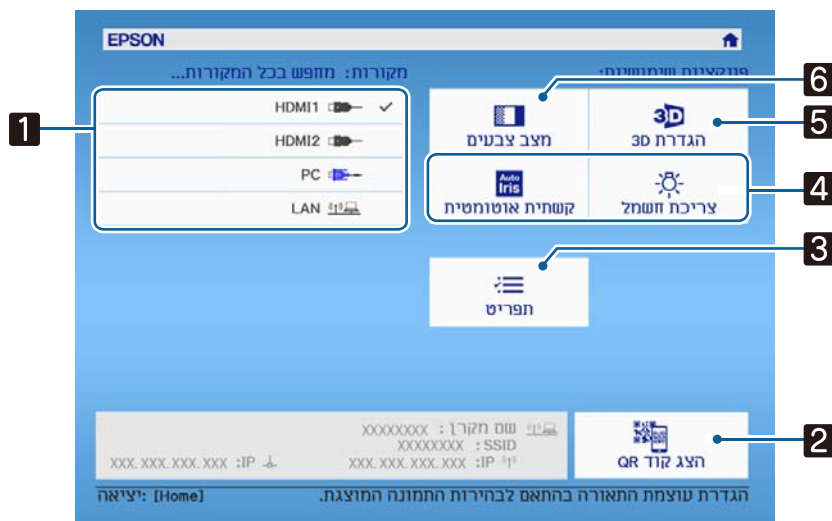 EPSON
פונקציות שימושיות:
מקורות: מחפש בכל המקורות...
6
5
3D
הגדרת 3D
מצב צבעים
HDMI1
HDMI2
PC
LAN
1
4
צריכת חשמל
Auto Iris
קשתית אוטומטית
3
תפריט
2
הצג קוד QR
שם מקרן : XXXXXXXX
SSID : XXXXXXXX
IP: XXX.XXX.XXX.XXX
IP: XXX.XXX.XXX.XXX
הגדרת עוצמת התאורה בהתאם לבהירות התמונה המוצגת.
[Home] :יציאה